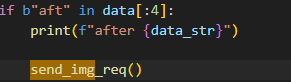 if b"aft" in data[:4]:
print(f"after {data_str}")
send_img_req()